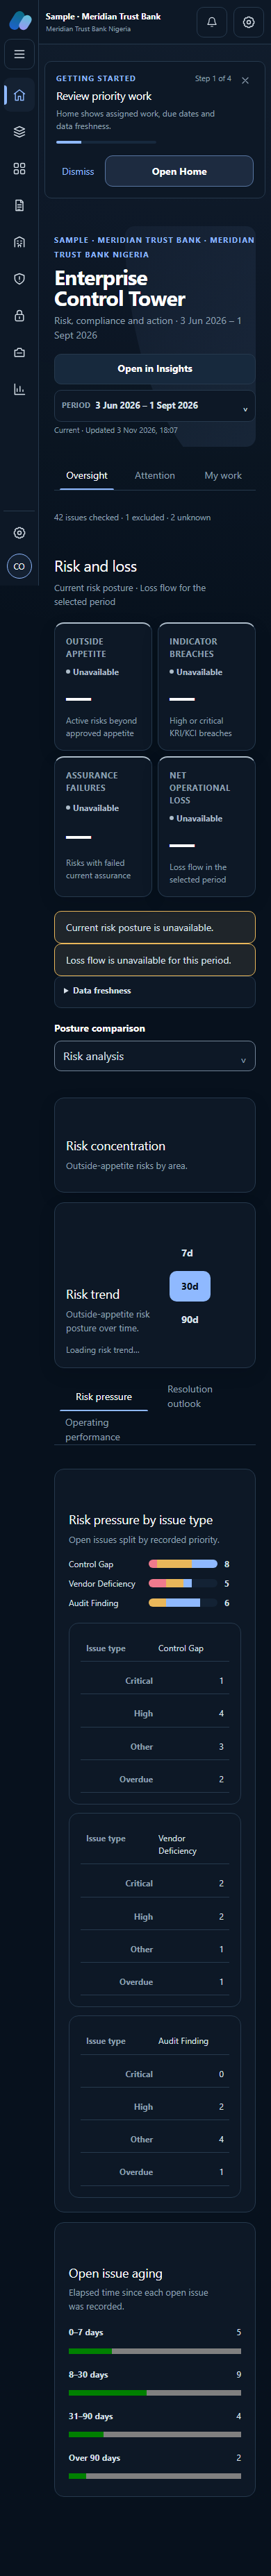 Sample · Meridian Trust Bank
Meridian Trust Bank Nigeria
GETTING STARTED
Step 1 of 4
Review priority work
Home shows assigned work, due dates and
data freshness.
Dismiss
Open Home
SAMPLE · MERIDIAN TRUST BANK · MERIDIAN
TRUST BANK NIGERIA
Enterprise
Control Tower
Risk, compliance and action · 3 Jun 2026 – 1
Sept 2026
Open in Insights
PERIOD 3 Jun 2026 – 1 Sept 2026
Current · Updated 3 Nov 2026, 18:07
Oversight
Attention
My work
42 issues checked · 1 excluded · 2 unknown
CO
Risk and loss
Current risk posture · Loss flow for the
selected period
OUTSIDE
APPETITE
Unavailable
Active risks beyond
approved appetite
INDICATOR
BREACHES
Unavailable
High or critical
KRI/KCI breaches
ASSURANCE
FAILURES
Unavailable
Risks with failed
current assurance
NET
OPERATIONAL
LOSS
Unavailable
Loss flow in the
selected period
Current risk posture is unavailable.
Loss flow is unavailable for this period.
Data freshness
Posture comparison
Risk analysis
Risk concentration
Outside-appetite risks by area.
Risk trend
Outside-appetite risk
posture over time.
7d
30d
90d
Loading risk trend...
Risk pressure
Resolution
outlook
Operating
performance
Risk pressure by issue type
Open issues split by recorded priority.
Control Gap 8
Vendor Deficiency 5
Audit Finding 6
Issue type Control Gap
Critical 1
High 4
Other 3
Overdue 2
Issue type Vendor
Deficiency
Critical 2
High 2
Other 1
Overdue 1
Issue type Audit Finding
Critical 0
High 2
Other 4
Overdue 1
Open issue aging
Elapsed time since each open issue
was recorded.
0–7 days 5
8–30 days 9
31–90 days 4
Over 90 days 2